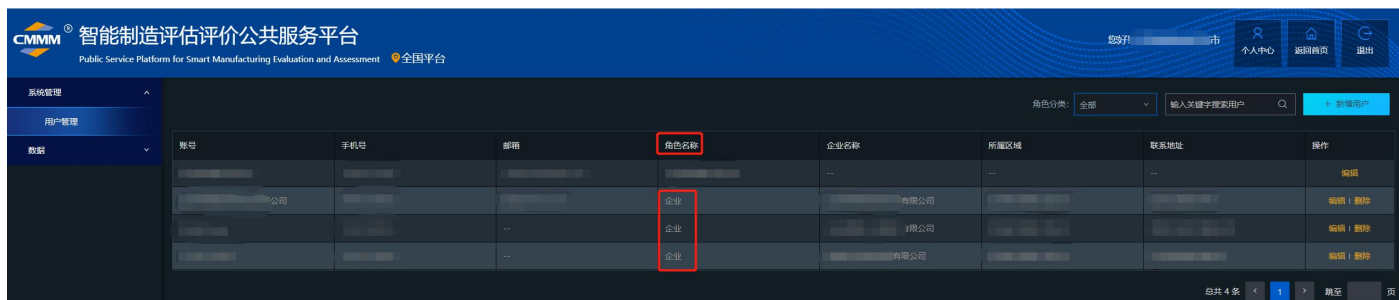 CMMM® 智能制造评估评价公共服务平台
Public Service Platform for Smart Manufacturing Evaluation and Assessment 全国平台
您好! 市 个人中心 返回首页 退出
系统管理
用户管理
数据
角色分类: 全部 输入关键字搜索用户 + 新增用户
账号 手机号 邮箱 角色名称 企业名称 所属区域 联系地址 操作
-- -- -- 编辑
公司 企业 有限公司 编辑 | 删除
-- 企业 有限公司 编辑 | 删除
-- 企业 有限公司 编辑 | 删除
总共 4 条 < 1 > 跳至 页